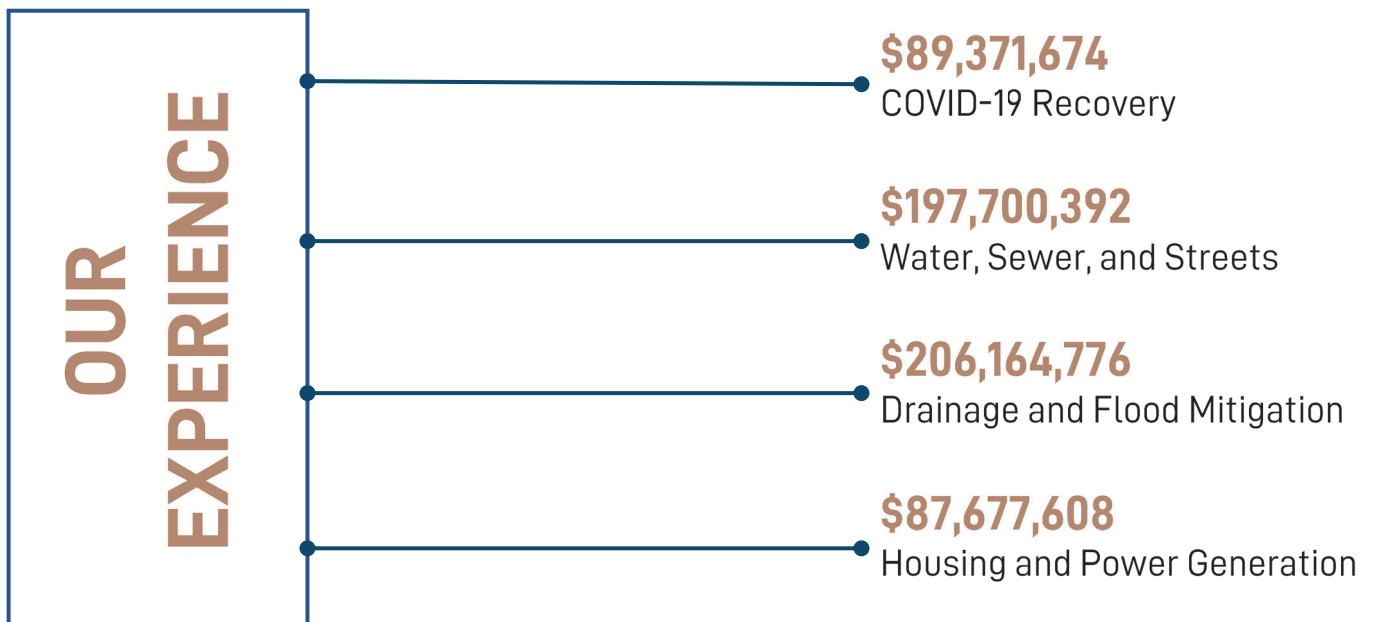 OUR
EXPERIENCE
$89,371,674
COVID-19 Recovery
$197,700,392
Water, Sewer, and Streets
$206,164,776
Drainage and Flood Mitigation
$87,677,608
Housing and Power Generation